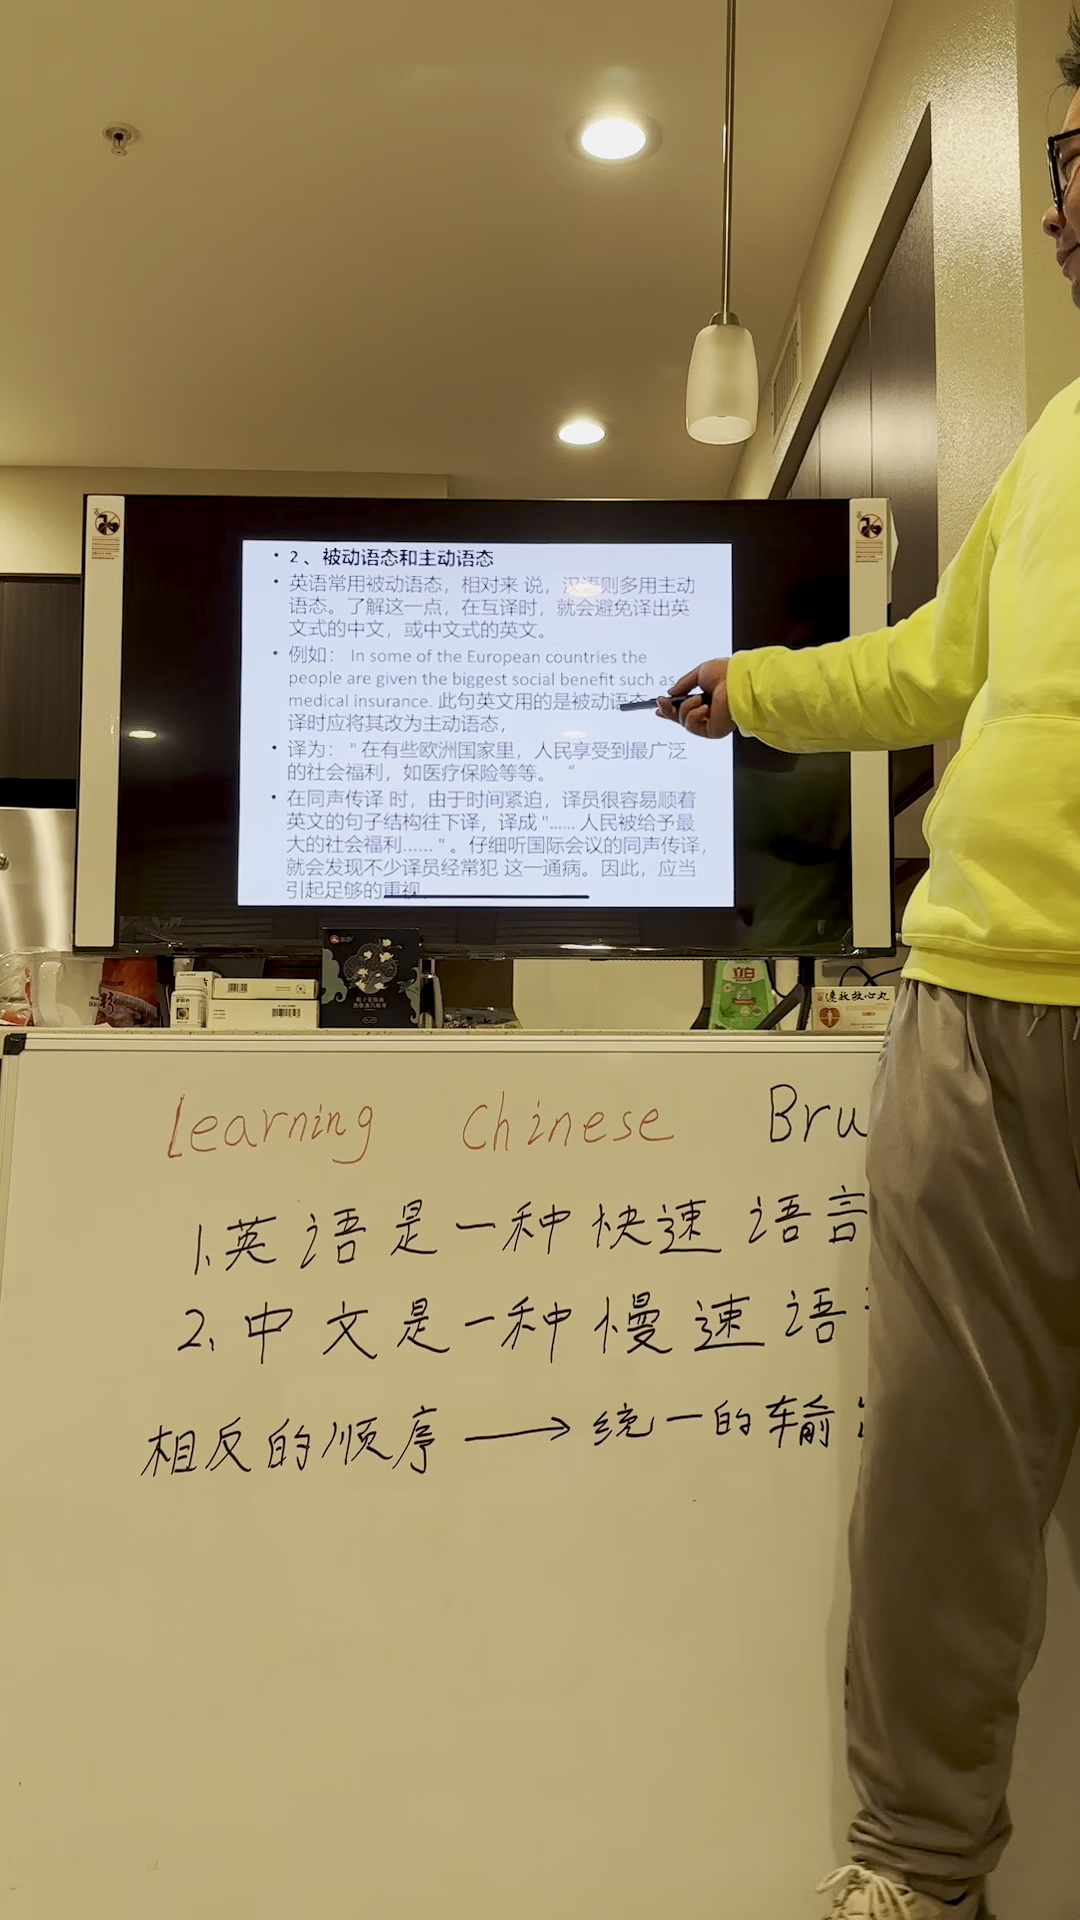 • 2、被动语态和主动语态
• 英语常用被动语态，相对来 说，汉语则多用主动
语态。了解这一点，在互译时，就会避免译出英
文式的中文，或中文式的英文。
• 例如： In some of the European countries the
people are given the biggest social benefit such as
medical insurance. 此句英文用的是被动语态
译时应将其改为主动语态，
• 译为： "在有些欧洲国家里，人民享受到最广泛
的社会福利，如医疗保险等等。 “
• 在同声传译 时，由于时间紧迫，译员很容易顺着
英文的句子结构往下译，译成"...... 人民被给予最
大的社会福利......"。仔细听国际会议的同声传译，
就会发现不少译员经常犯 这一通病。因此，应当
引起足够的重视
立白
速效救心丸
learning chinese Bru
1、英语是一种快速语言
2、中文是一种慢速语
相反的顺序 → 统一的输